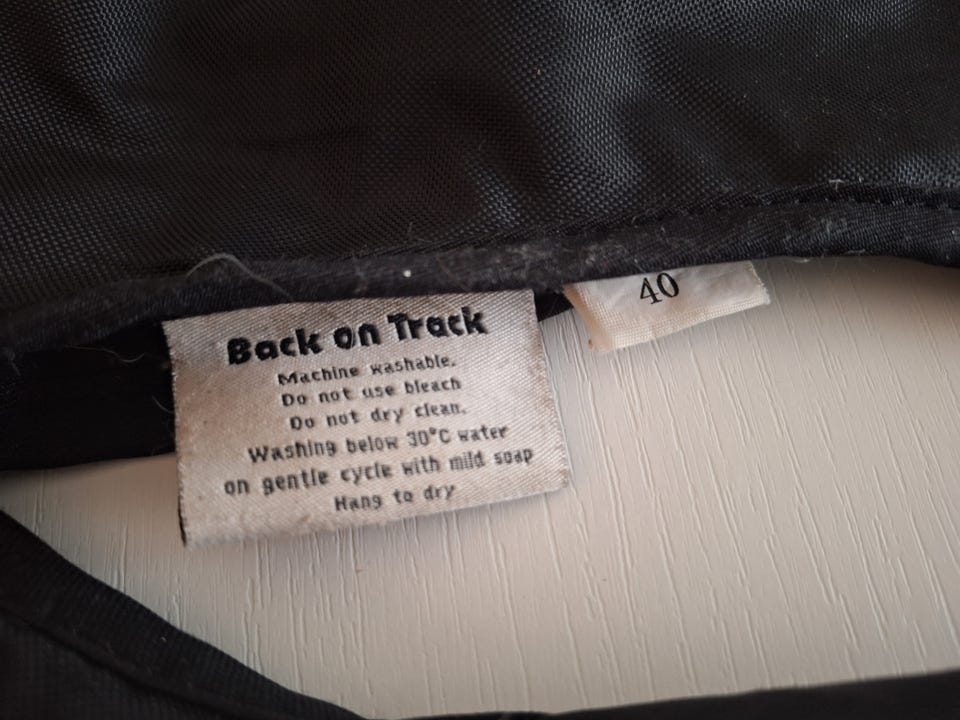 Back on Track
Machine washable.
Do not use bleach
Do not dry clean.
Washing below 30°C water
on gentle cycle with mild soap
Hang to dry
40